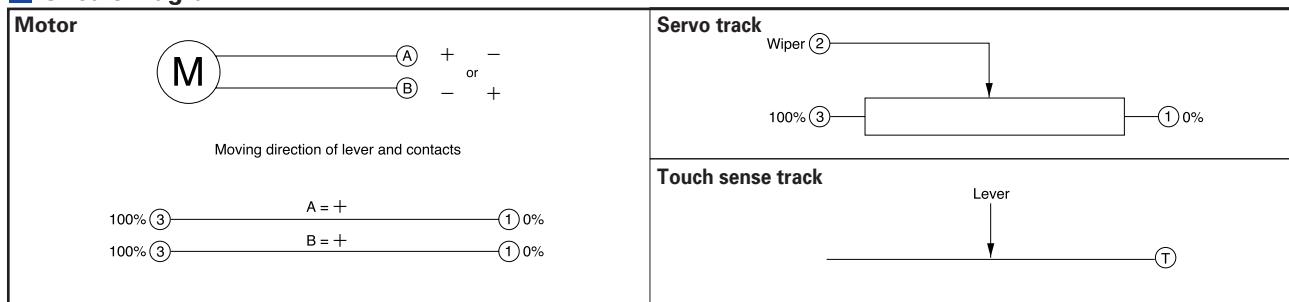 Motor
M
A + −
or
B − +
Moving direction of lever and contacts
100% 3 A = + 1 0%
100% 3 B = + 1 0%
Servo track
Wiper 2
100% 3 1 0%
Touch sense track
Lever
T